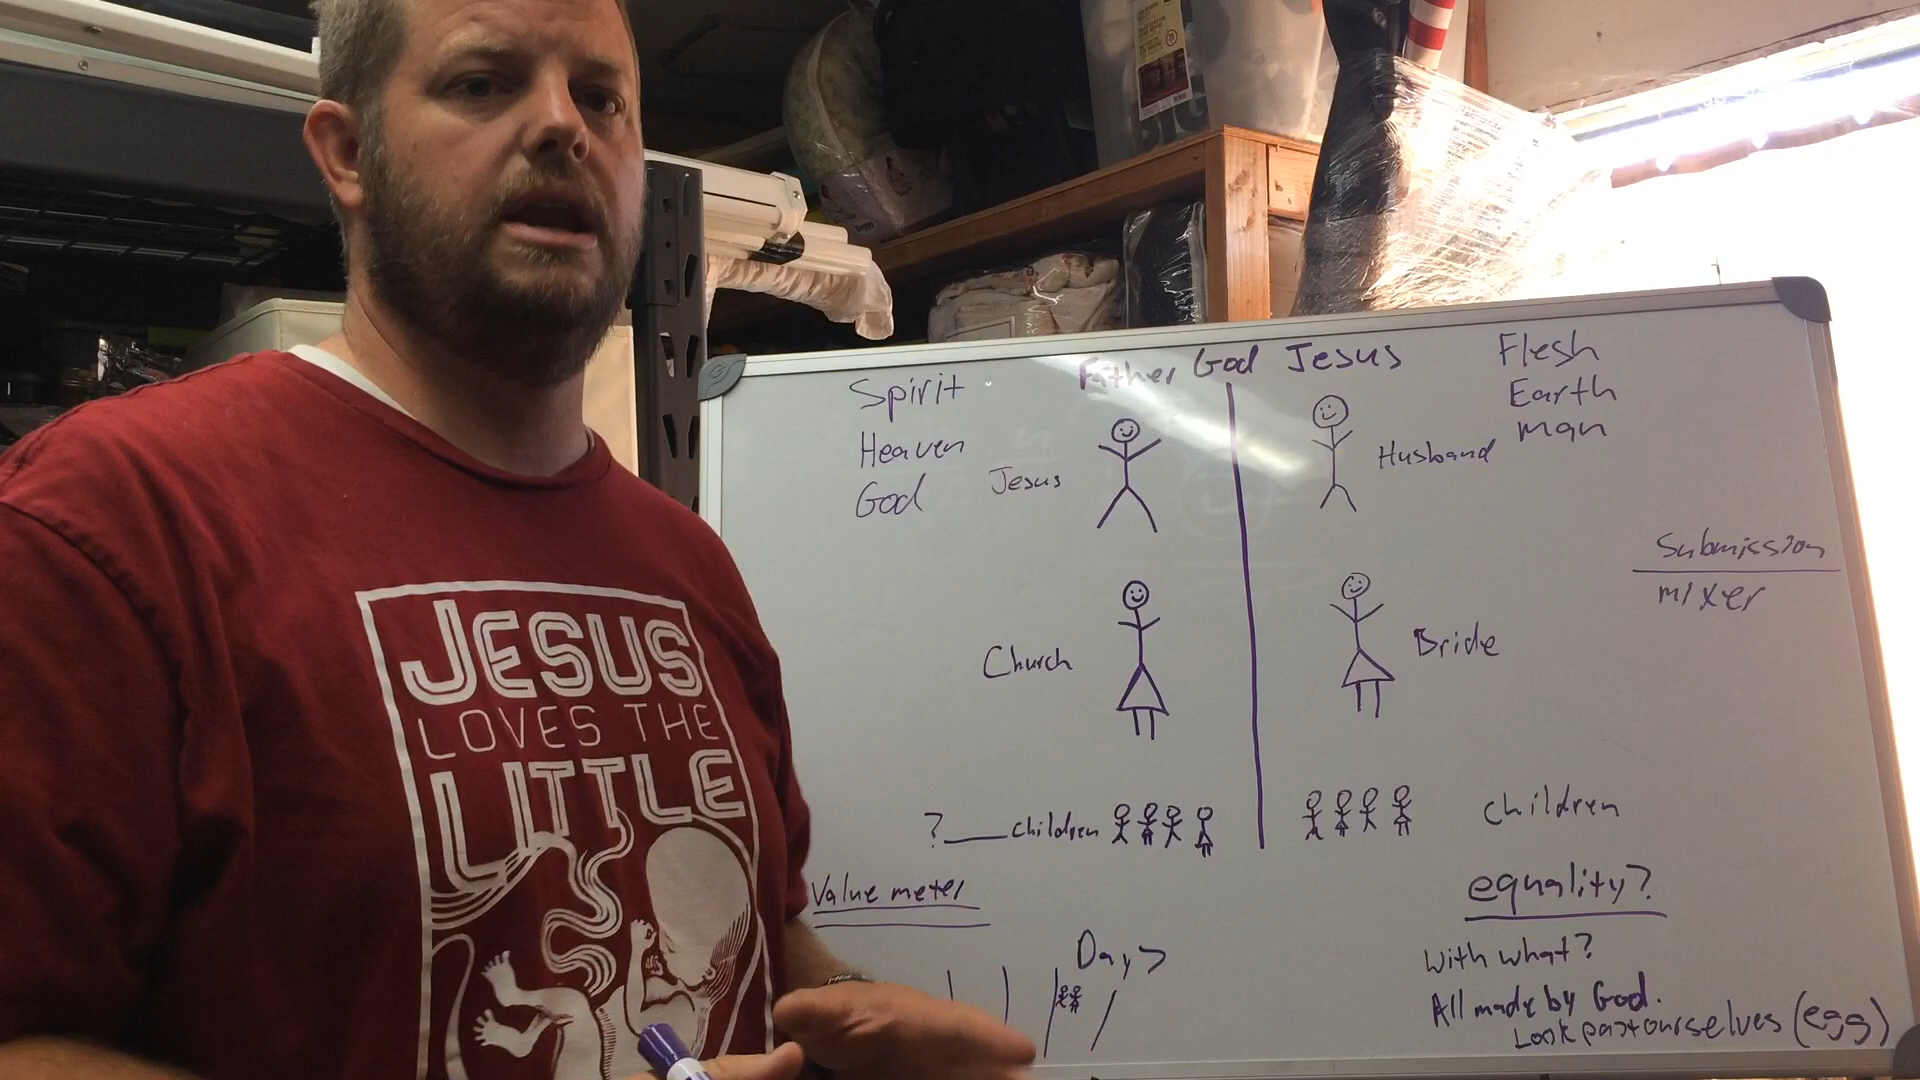 Father God Jesus
Spirit
Heaven
God
Jesus
Flesh
Earth
man
Husband
Submission
mixer
Church
Bride
? children
children
Value meter
equality?
Day
With what?
All made by God.
Look past ourselves (egg)
JESUS
LOVES THE
LITTLE